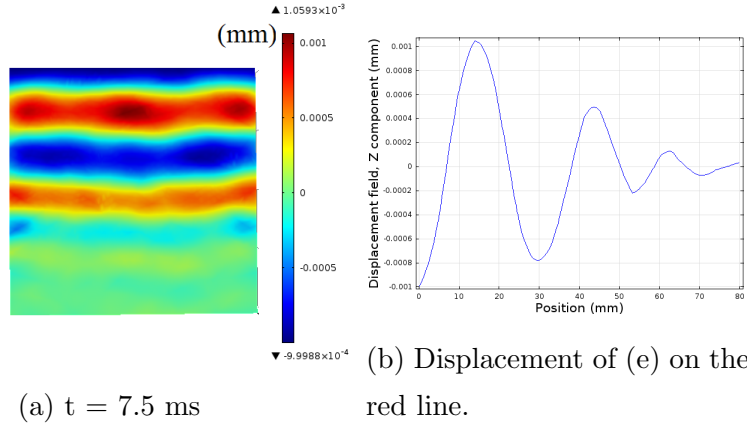 ▲ 1.0593×10⁻³
(mm)
0.001
0.0005
0
-0.0005
▼ -9.9988×10⁻⁴
(a) t = 7.5 ms
Displacement field, Z component (mm)
0.001
0.0008
0.0006
0.0004
0.0002
0
-0.0002
-0.0004
-0.0006
-0.0008
-0.001
0 10 20 30 40 50 60 70 80
Position (mm)
(b) Displacement of (e) on the
red line.